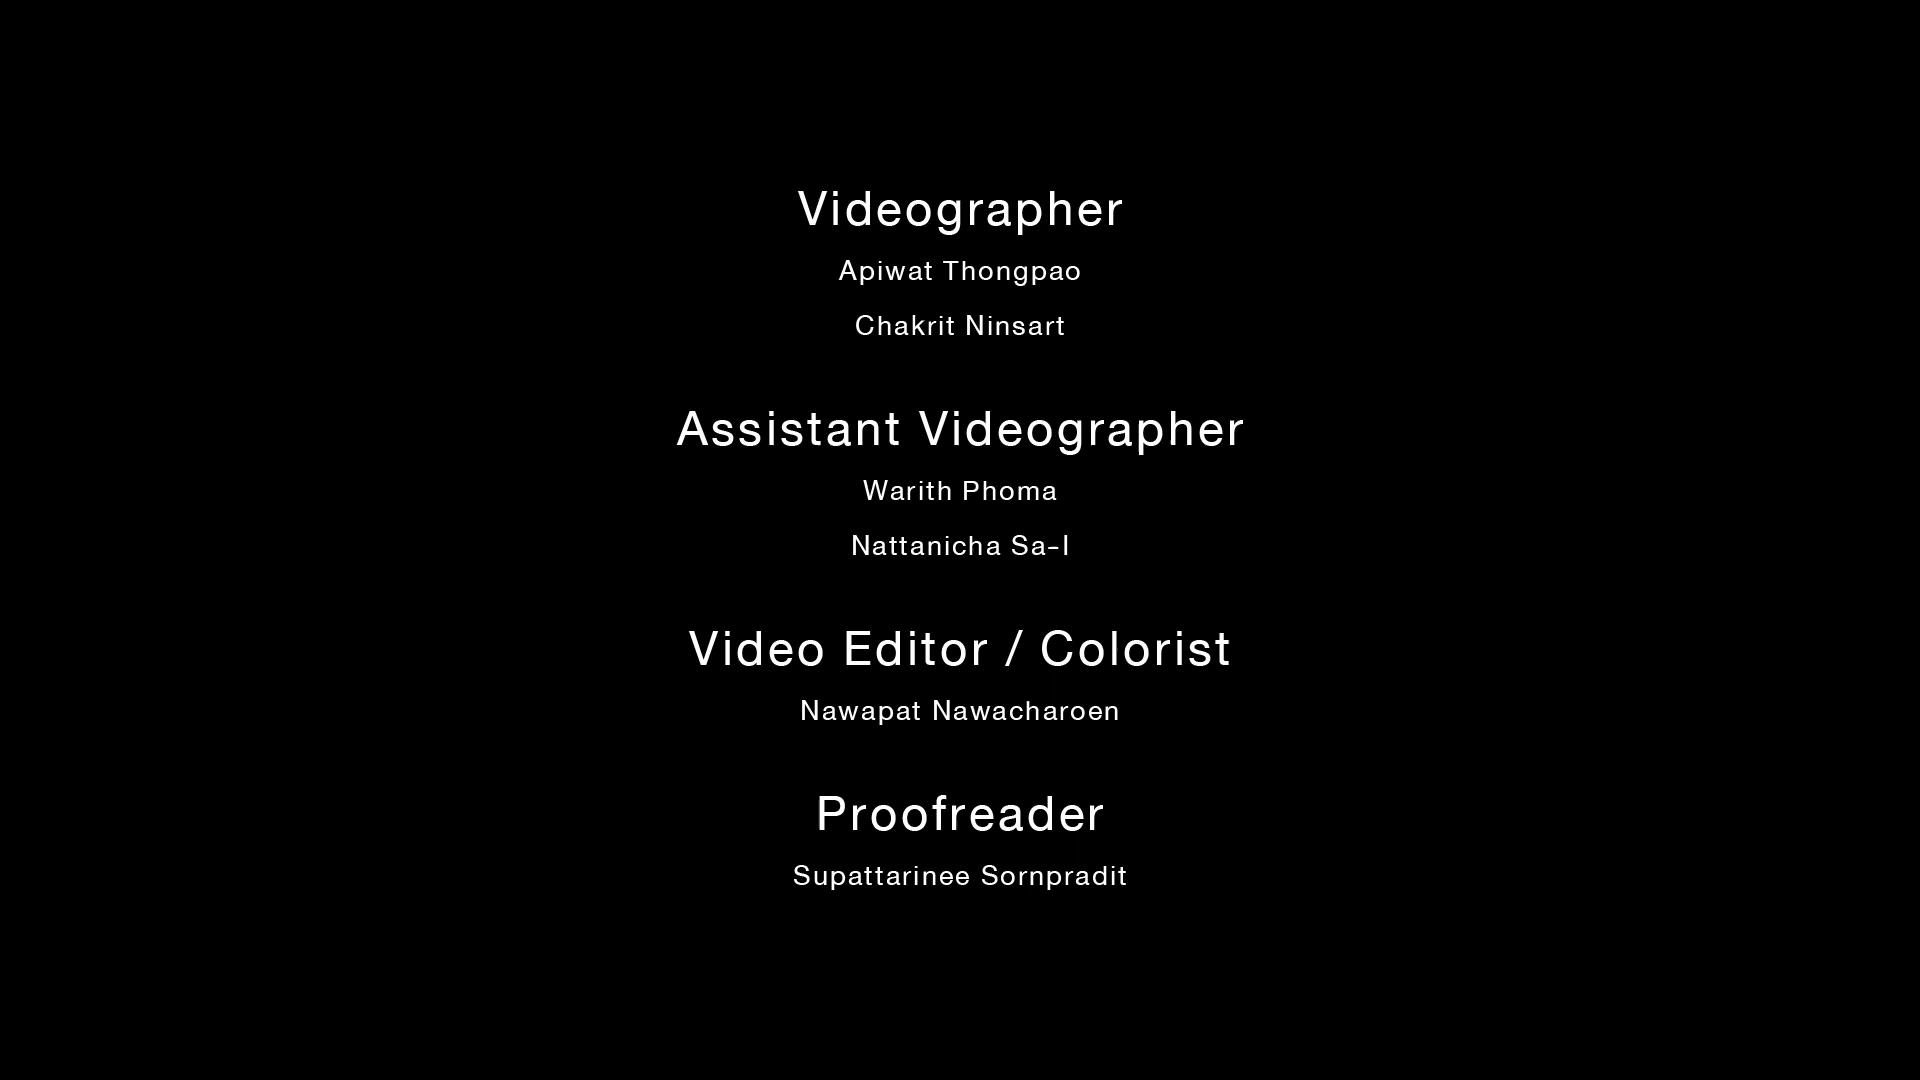 Videographer
Apiwat Thongpao
Chakrit Ninsart
Assistant Videographer
Warith Phoma
Nattanicha Sa-I
Video Editor / Colorist
Nawapat Nawacharoen
Proofreader
Supattarinee Sornpradit